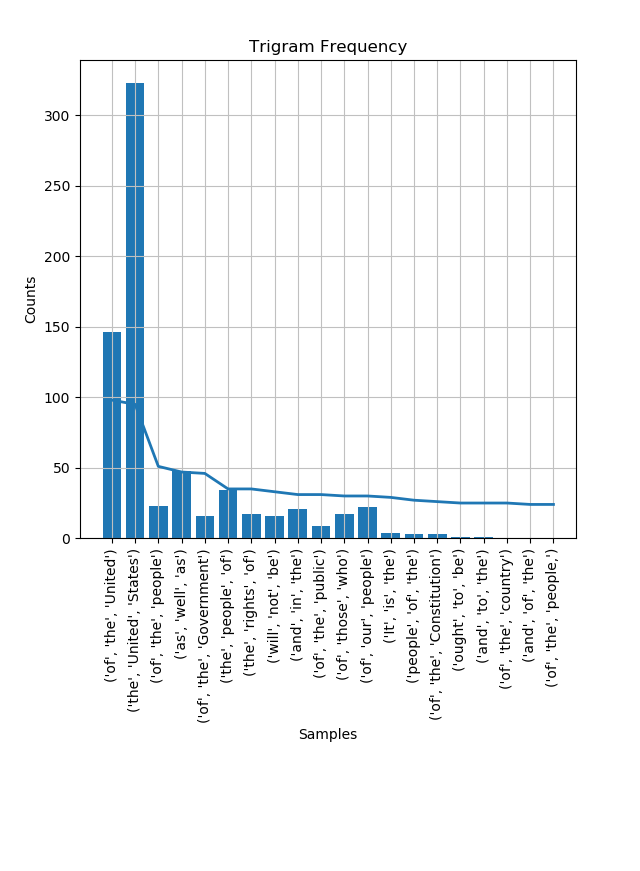 Trigram Frequency
300
250
200
150
100
50
0
Counts
('of', 'the', 'United')
('the', 'United', 'States')
('of', 'the', 'people')
('as', 'well', 'as')
('of', 'the', 'Government')
('the', 'people', 'of')
('the', 'rights', 'of')
('will', 'not', 'be')
('and', 'in', 'the')
('of', 'the', 'public')
('of', 'those', 'who')
('of', 'our', 'people')
('It', 'is', 'the')
('people', 'of', 'the')
('of', 'the', 'Constitution')
('ought', 'to', 'be')
('and', 'to', 'the')
('of', 'the', 'country')
('and', 'of', 'the')
('of', 'the', 'people,')
Samples